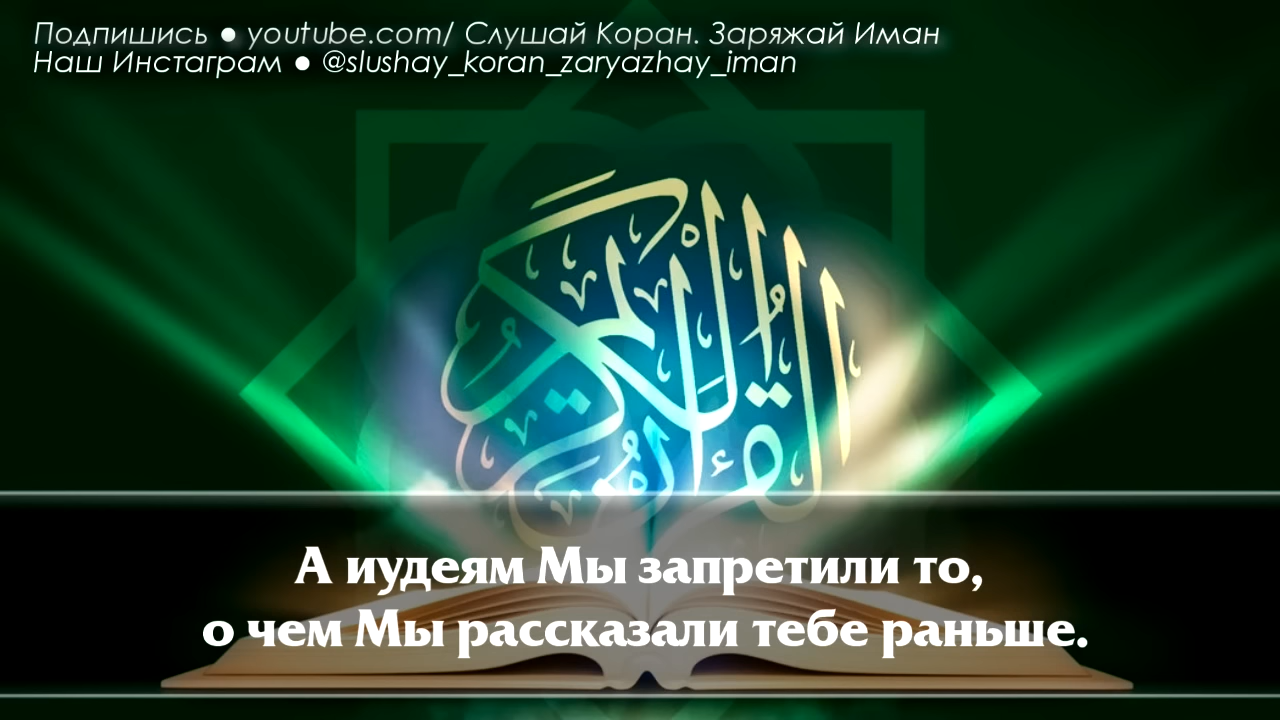 Подпишись ● youtube.com/ Слушай Коран. Заряжай Иман
Наш Инстаграм ● @slushay_koran_zaryazhay_iman
القرآن الكريم
А иудеям Мы запретили то,
о чем Мы рассказали тебе раньше.